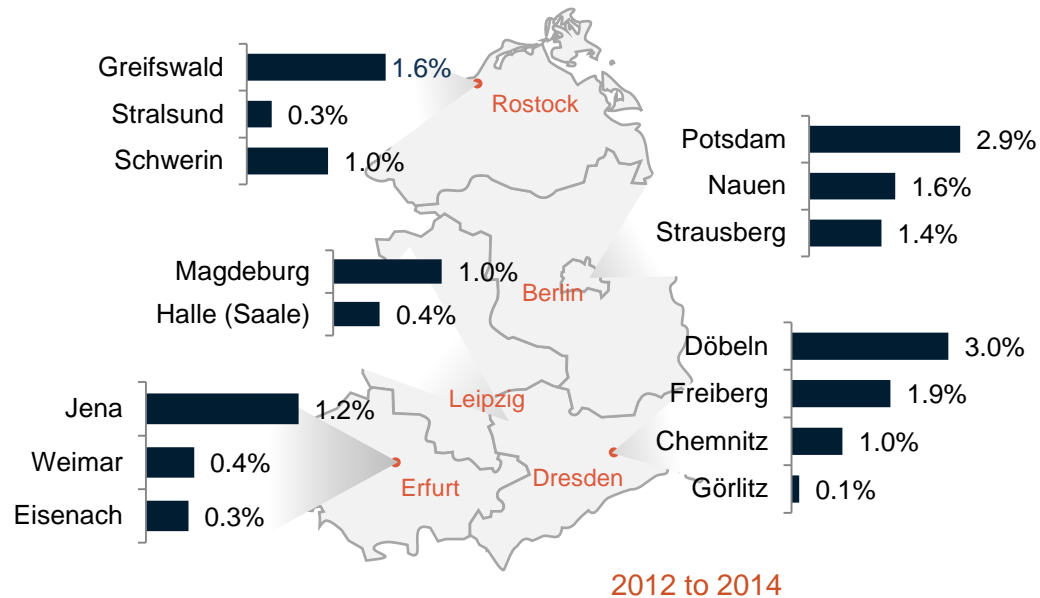 Greifswald 1.6%
Stralsund 0.3%
Schwerin 1.0%
Rostock
Potsdam 2.9%
Nauen 1.6%
Strausberg 1.4%
Magdeburg 1.0%
Halle (Saale) 0.4%
Berlin
Döbeln 3.0%
Freiberg 1.9%
Chemnitz 1.0%
Görlitz 0.1%
Leipzig
Jena 1.2%
Weimar 0.4%
Eisenach 0.3%
Erfurt
Dresden
2012 to 2014